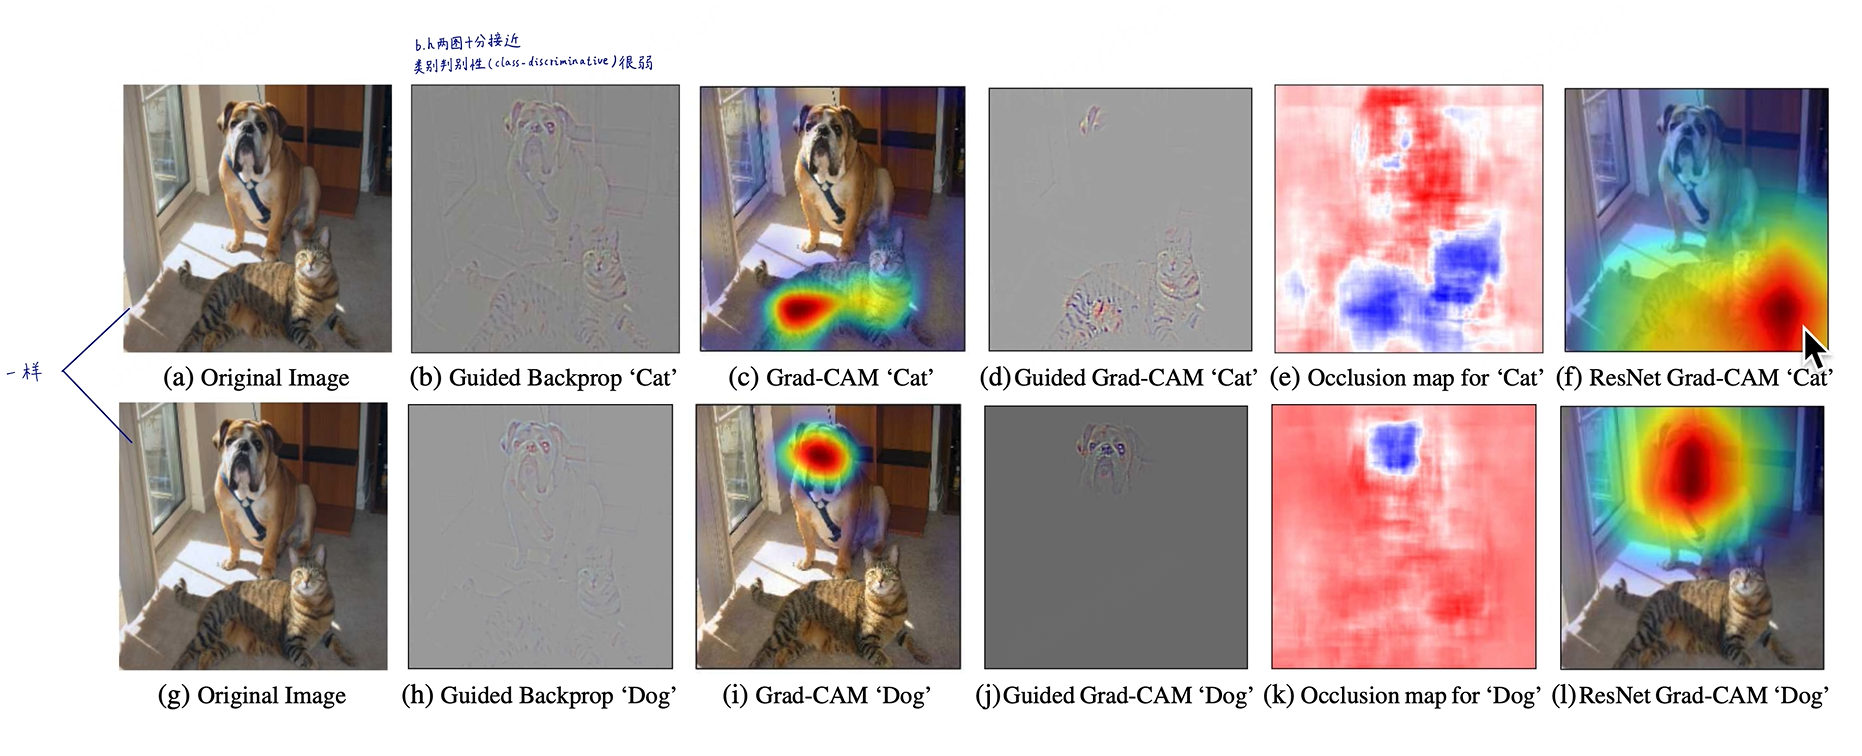 b.h两图十分接近
类别判别性(class-discriminative)很弱
(a) Original Image
(b) Guided Backprop ‘Cat’
(c) Grad-CAM ‘Cat’
(d)Guided Grad-CAM ‘Cat’
(e) Occlusion map for ‘Cat’
(f) ResNet Grad-CAM ‘Cat’
一样
(g) Original Image
(h) Guided Backprop ‘Dog’
(i) Grad-CAM ‘Dog’
(j)Guided Grad-CAM ‘Dog’
(k) Occlusion map for ‘Dog’
(l)ResNet Grad-CAM ‘Dog’